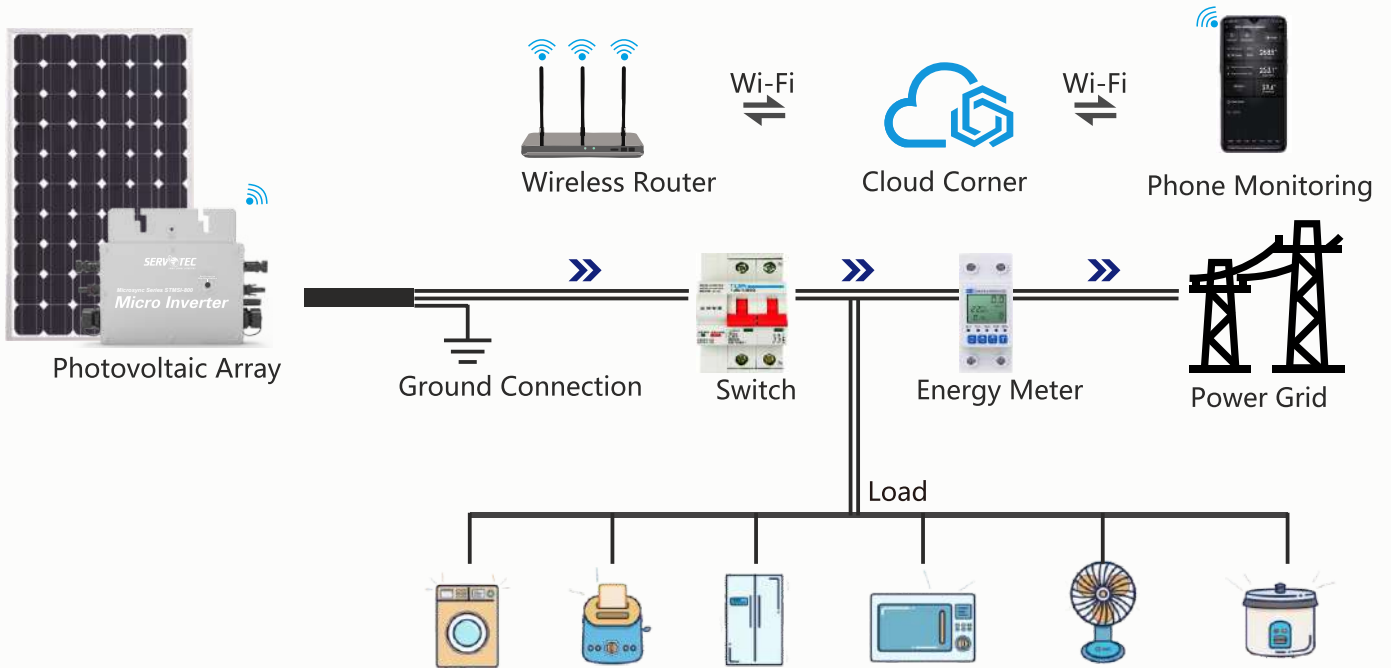 Wi-Fi
Wi-Fi
Wireless Router
Cloud Corner
Phone Monitoring
SERVOTEC
Micro Inverter
Photovoltaic Array
Ground Connection
Switch
Energy Meter
Power Grid
Load